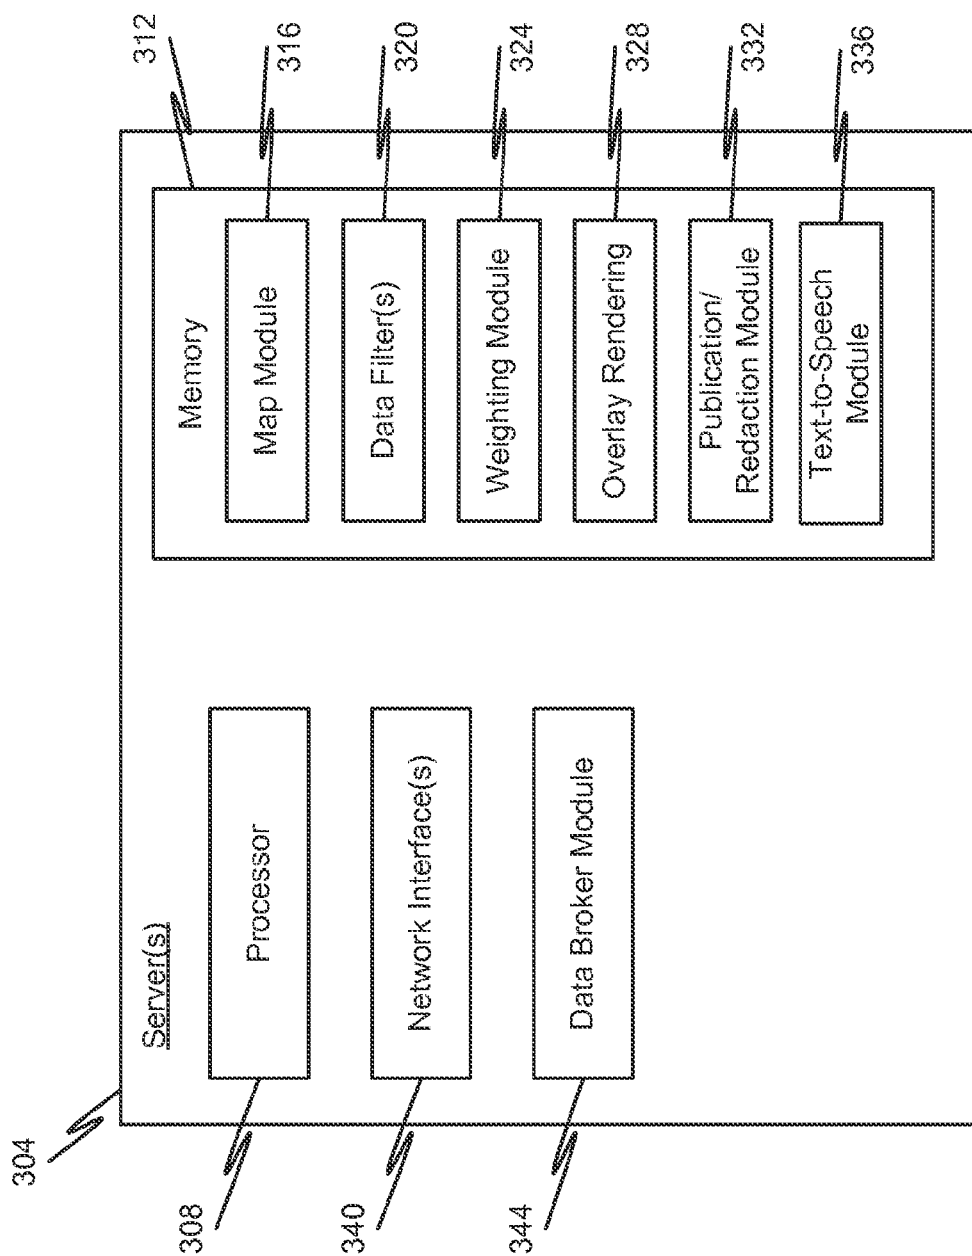 304
Server(s)
308
Processor
340
Network Interface(s)
344
Data Broker Module
312
Memory
Map Module
316
Data Filter(s)
320
Weighting Module
324
Overlay Rendering
328
Publication/
Redaction Module
332
Text-to-Speech
Module
336